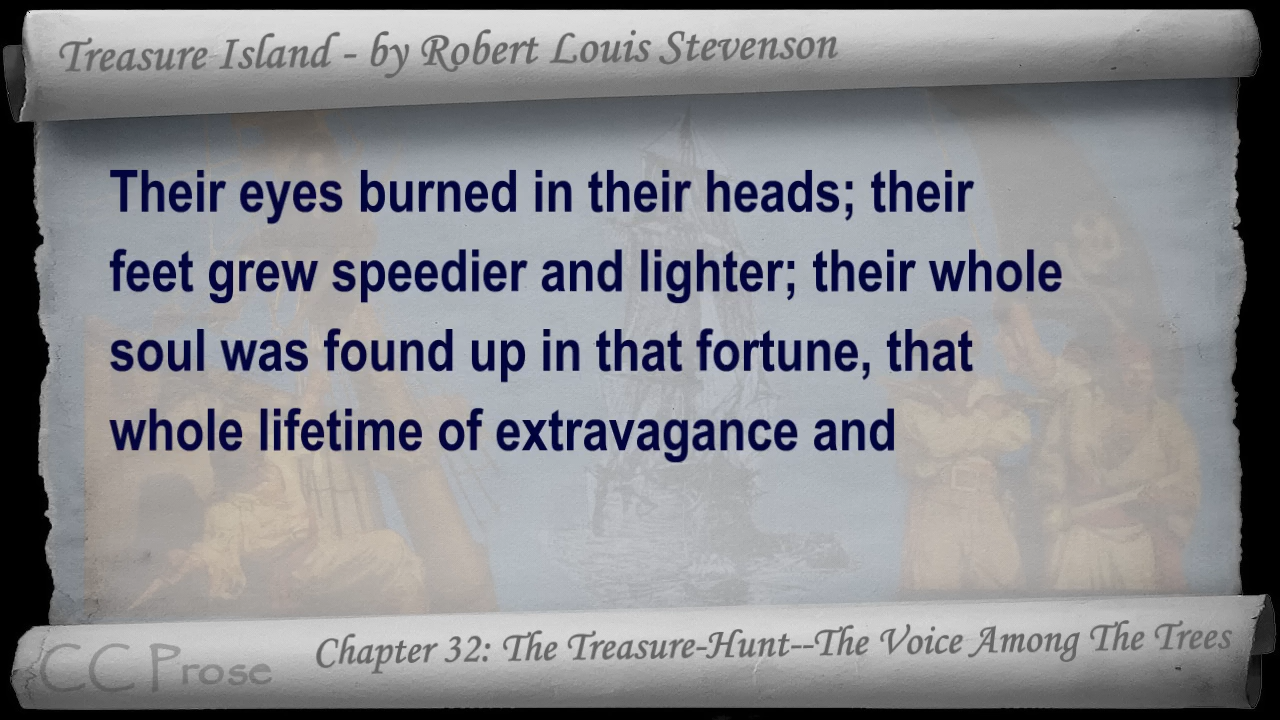 Treasure Island - by Robert Louis Stevenson
Their eyes burned in their heads; their
feet grew speedier and lighter; their whole
soul was found up in that fortune, that
whole lifetime of extravagance and
Chapter 32: The Treasure-Hunt--The Voice Among The Trees
CC Prose